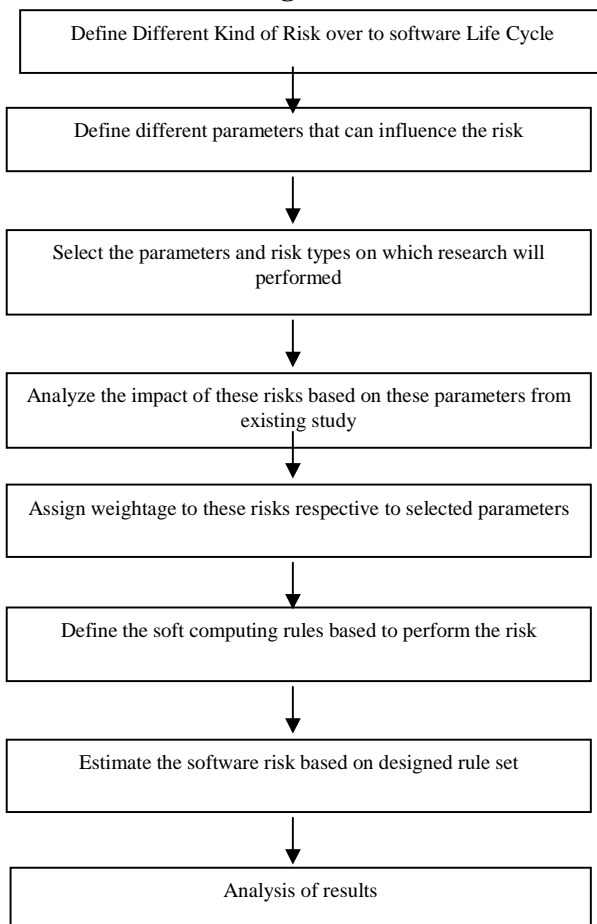 Define Different Kind of Risk over to software Life Cycle
Define different parameters that can influence the risk
Select the parameters and risk types on which research will
performed
Analyze the impact of these risks based on these parameters from
existing study
Assign weightage to these risks respective to selected parameters
Define the soft computing rules based to perform the risk
Estimate the software risk based on designed rule set
Analysis of results